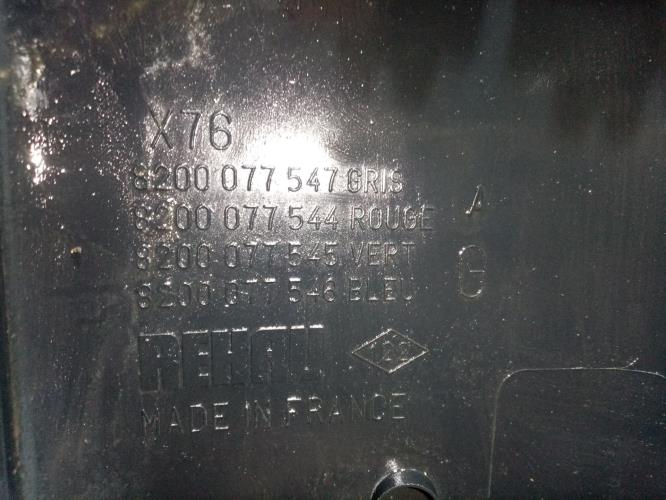 X76
8200 077 547 GRIS
8200 077 544 ROUGE A
8200 077 545 VERT G
8200 077 546 BLEU
REHAU 122
MADE IN FRANCE